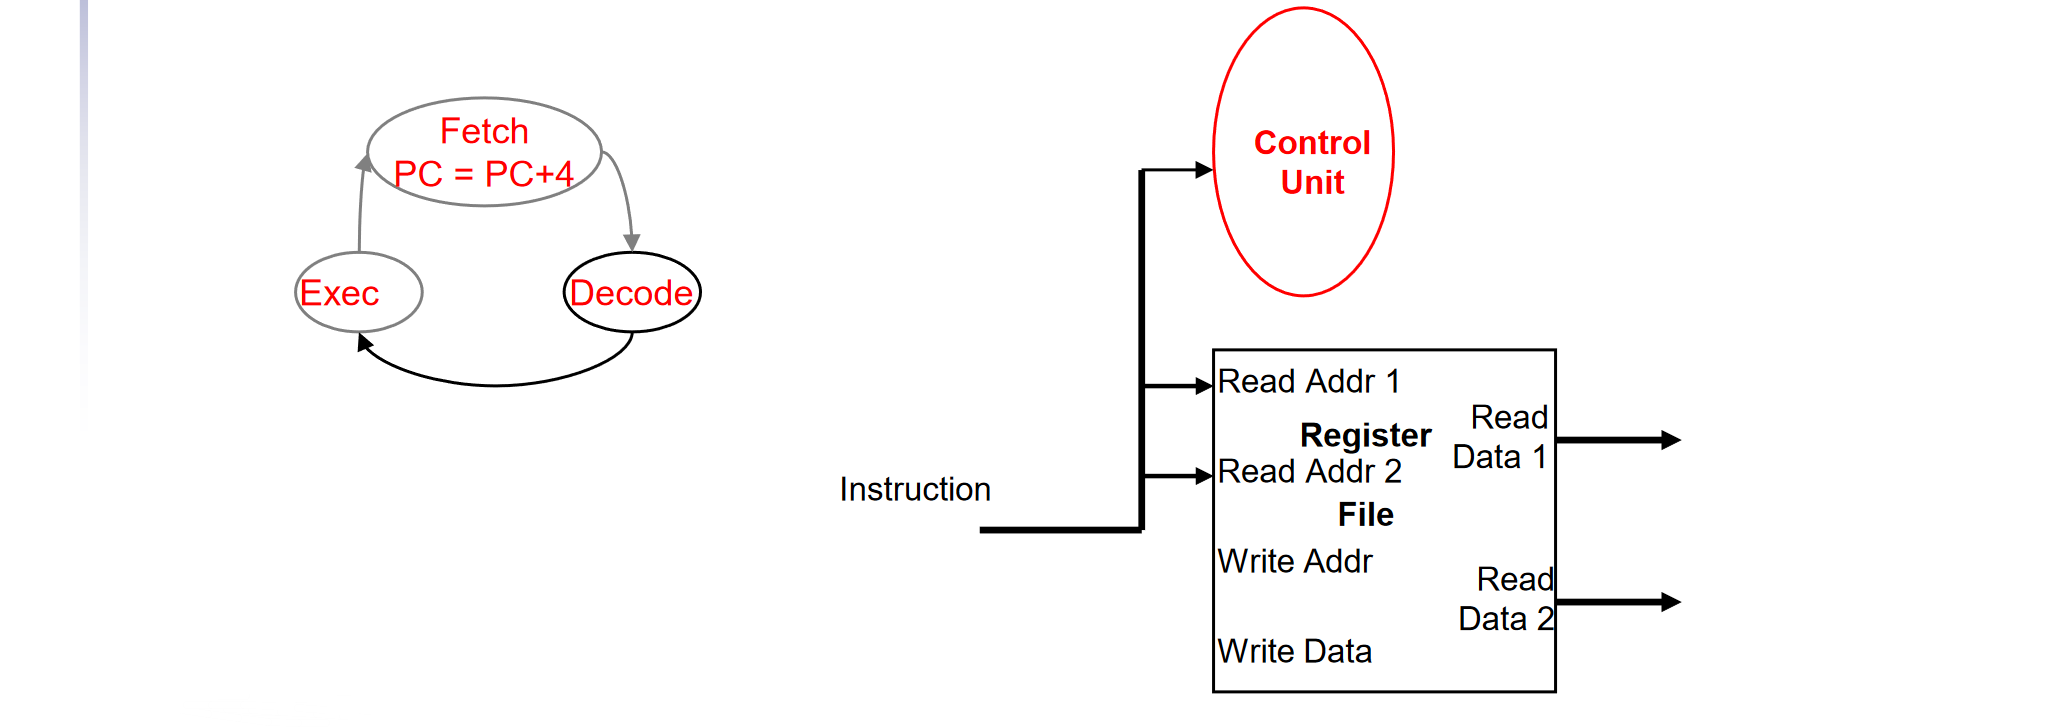 Fetch
PC = PC+4
Exec
Decode
Control
Unit
Instruction
Read Addr 1
Register
Read Addr 2
File
Write Addr
Write Data
Read
Data 1
Read
Data 2